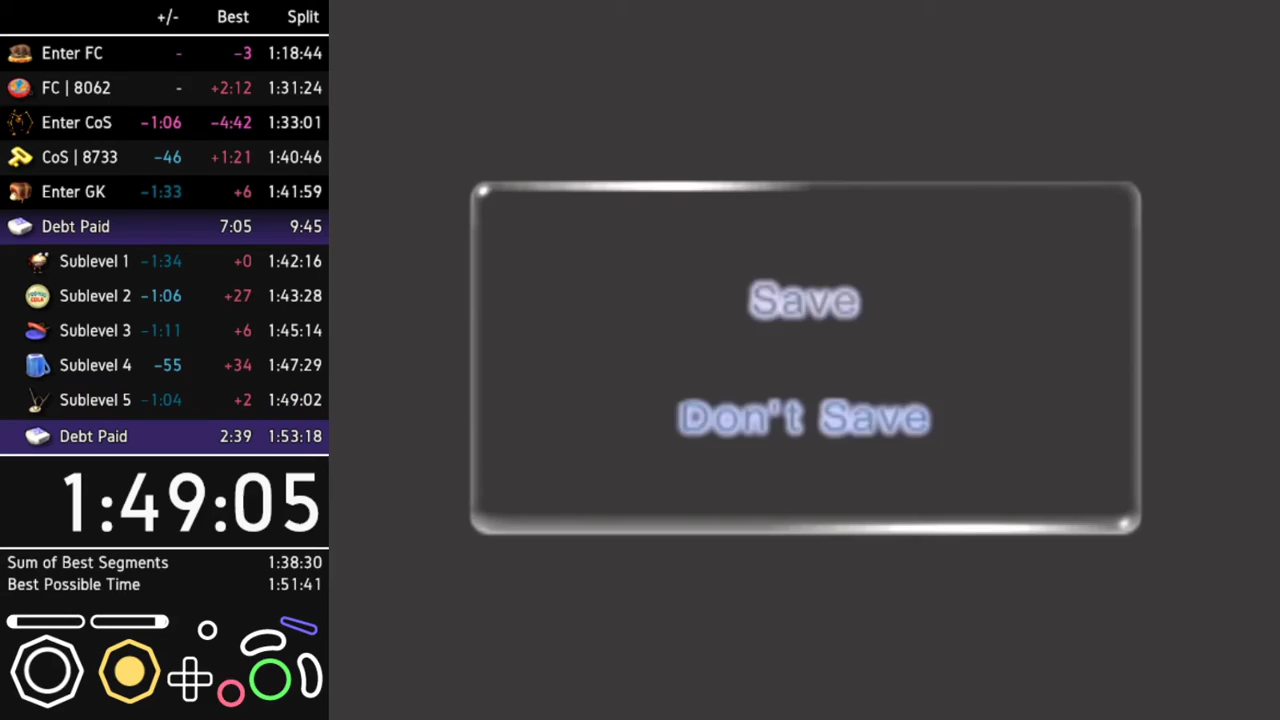 +/- Best Split
Enter FC - -3 1:18:44
FC | 8062 - +2:12 1:31:24
Enter CoS -1:06 -4:42 1:33:01
CoS | 8733 -46 +1:21 1:40:46
Enter GK -1:33 +6 1:41:59
Debt Paid 7:05 9:45
Sublevel 1 -1:34 +0 1:42:16
Sublevel 2 -1:06 +27 1:43:28
Sublevel 3 -1:11 +6 1:45:14
Sublevel 4 -55 +34 1:47:29
Sublevel 5 -1:04 +2 1:49:02
Debt Paid 2:39 1:53:18
1:49:05
Sum of Best Segments 1:38:30
Best Possible Time 1:51:41
Save
Don't Save